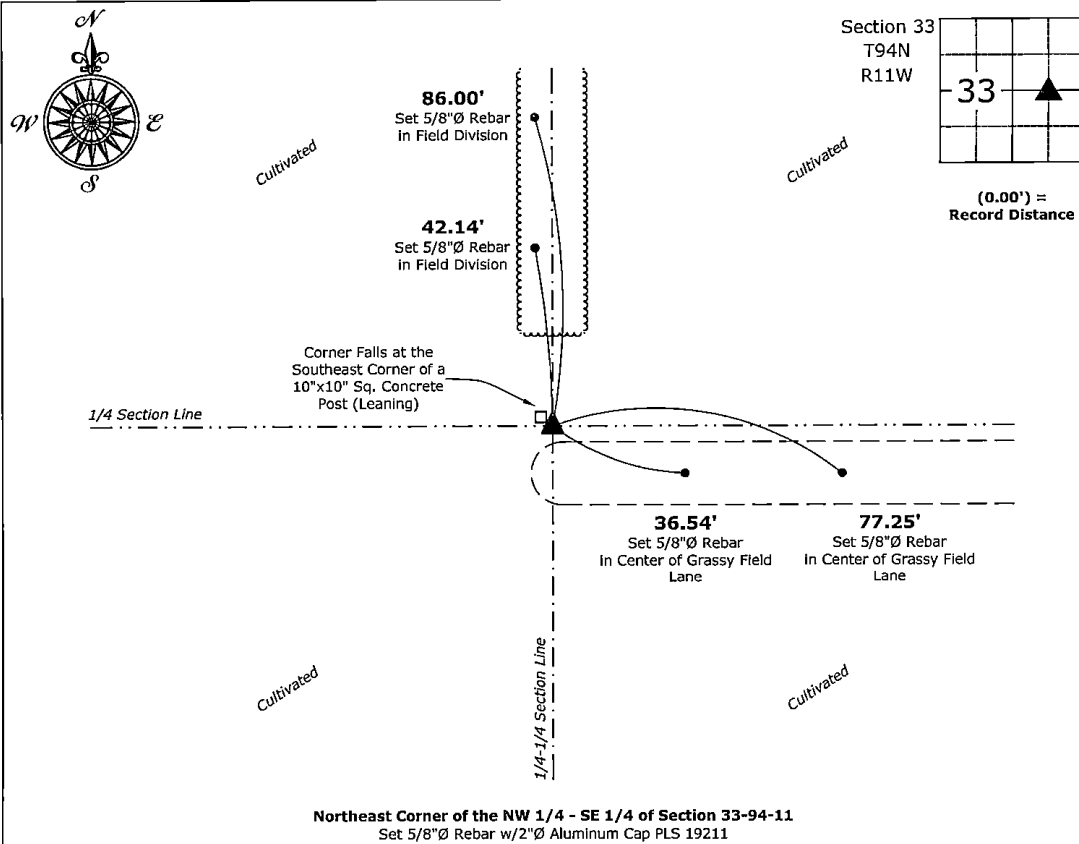 N
W
E
S
Section 33
T94N
R11W
33
(0.00') =
Record Distance
Cultivated
Cultivated
86.00'
Set 5/8"Ø Rebar
in Field Division
42.14'
Set 5/8"Ø Rebar
in Field Division
Corner Falls at the
Southeast Corner of a
10"x10" Sq. Concrete
Post (Leaning)
1/4 Section Line
36.54'
Set 5/8"Ø Rebar
in Center of Grassy Field
Lane
77.25'
Set 5/8"Ø Rebar
in Center of Grassy Field
Lane
1/4-1/4 Section Line
Cultivated
Cultivated
Northeast Corner of the NW 1/4 - SE 1/4 of Section 33-94-11
Set 5/8"Ø Rebar w/2"Ø Aluminum Cap PLS 19211